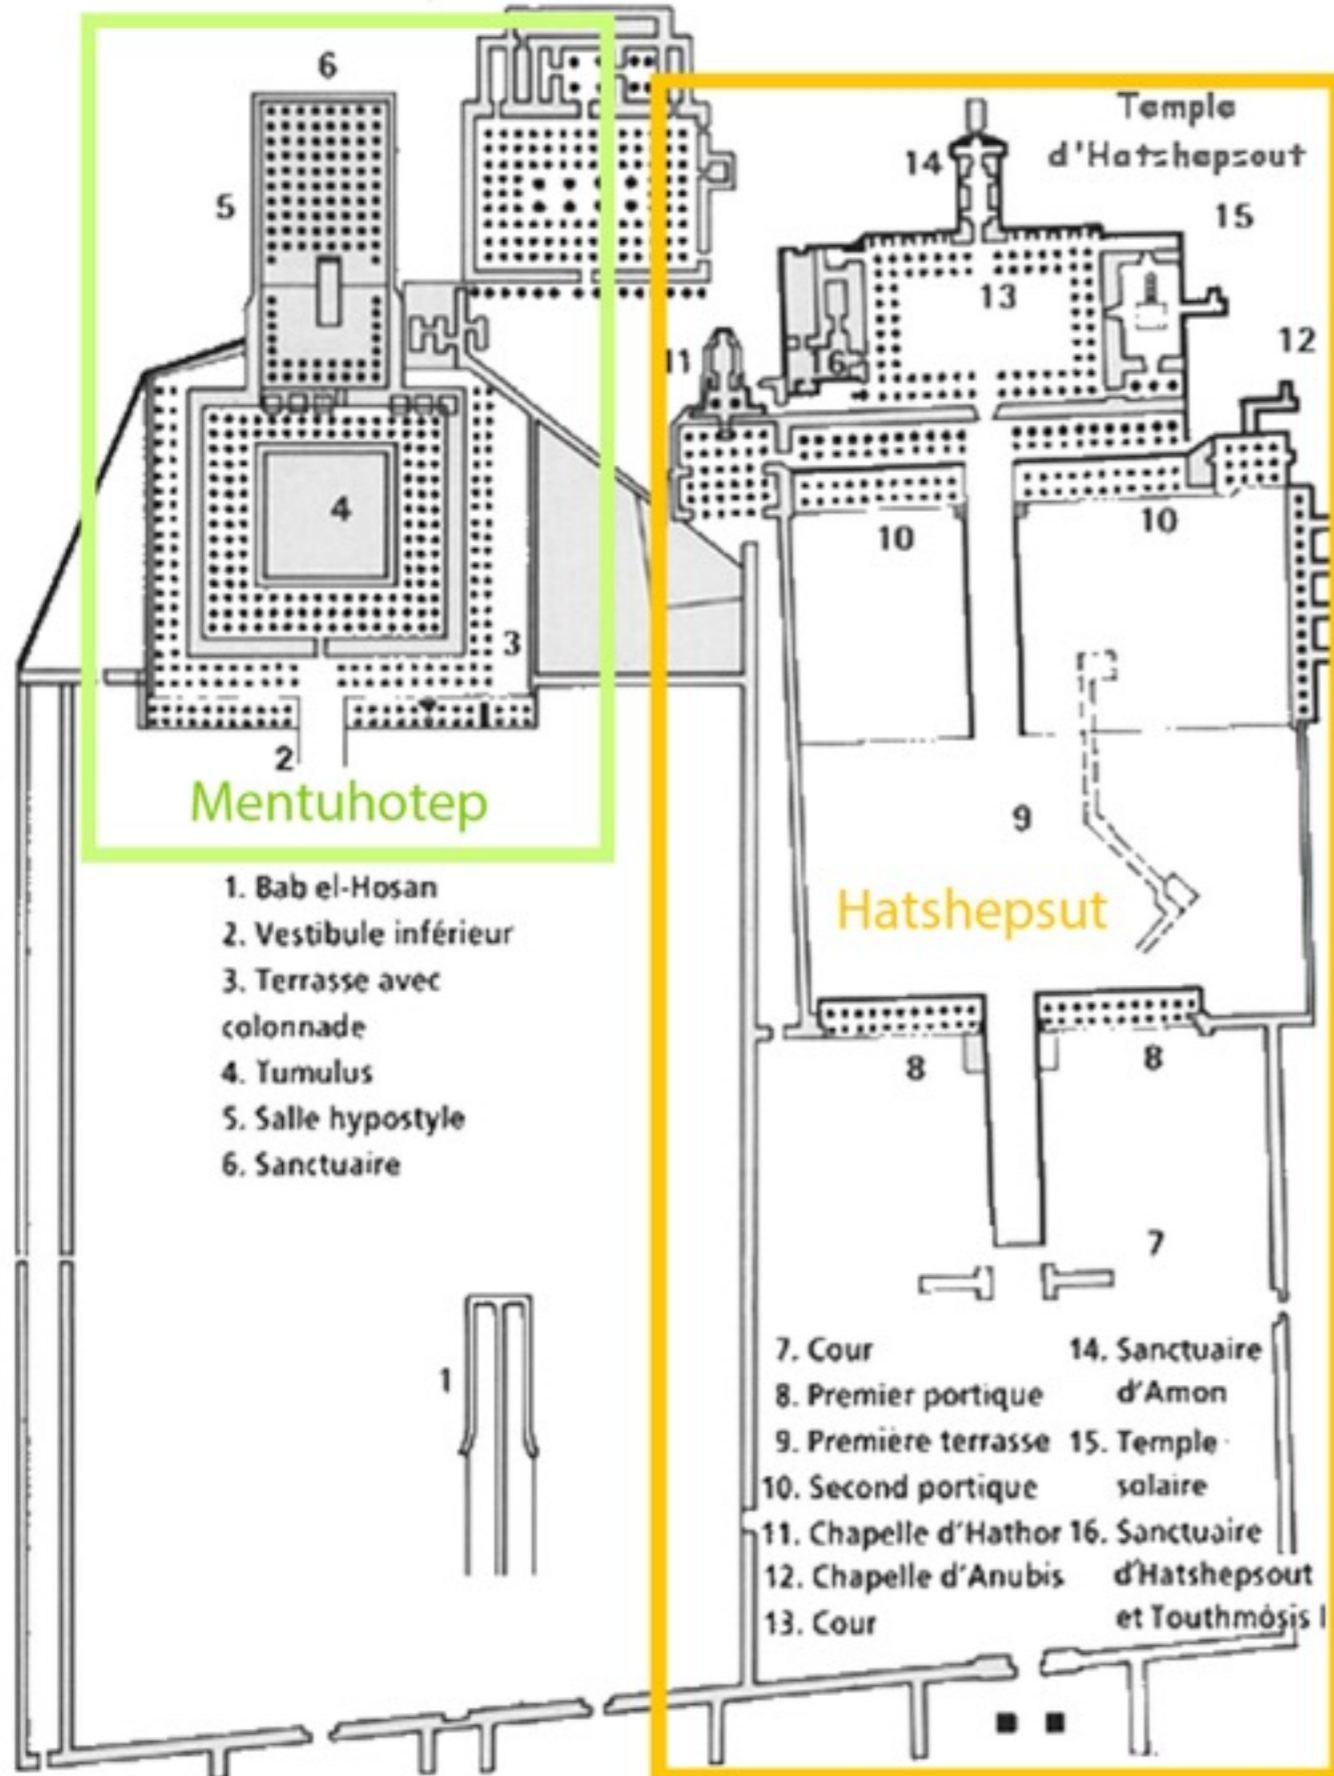 6
Temple
d'Hatshepsout
14
15
5
13
12
11
16
4
10
10
3
2
Mentuhotep
9
Hatshepsut
1. Bab el-Hosan
2. Vestibule inférieur
3. Terrasse avec
colonnade
4. Tumulus
5. Salle hypostyle
6. Sanctuaire
8
8
7
1
7. Cour
8. Premier portique
9. Première terrasse
10. Second portique
11. Chapelle d'Hathor
12. Chapelle d'Anubis
13. Cour
14. Sanctuaire
d'Amon
15. Temple
solaire
16. Sanctuaire
d'Hatshepsout
et Touthmósis I